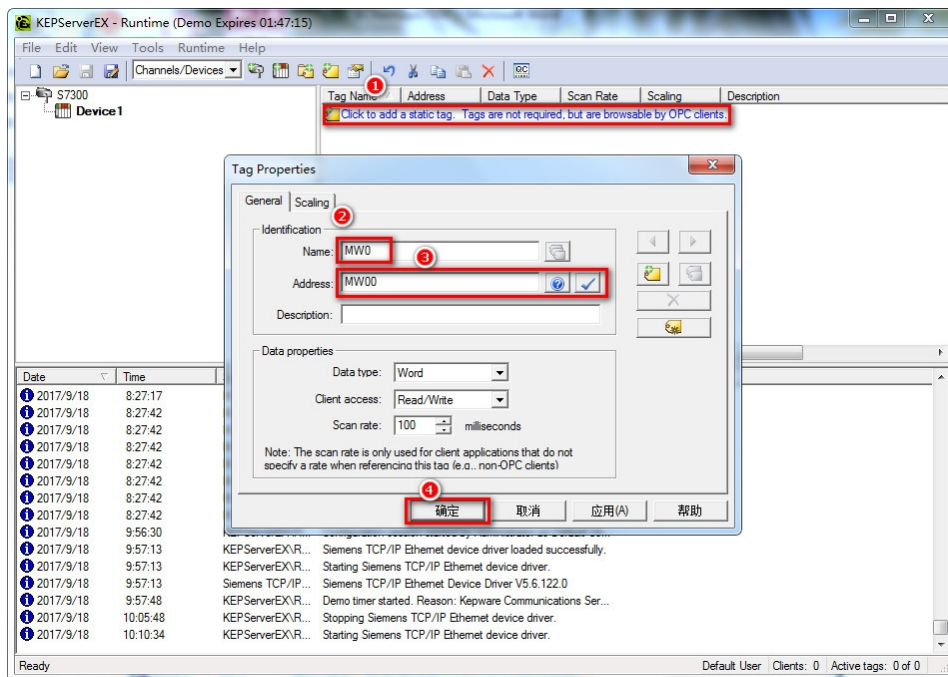 KEPServerEX - Runtime (Demo Expires 01:47:15)
File Edit View Tools Runtime Help
Channels/Devices
1
S7300
Device1
Tag Name Address Data Type Scan Rate Scaling Description
Click to add a static tag. Tags are not required, but are browsable by OPC clients.
Tag Properties
General Scaling
2
Identification
Name: MW0
3
Address: MW00
Description:
Data properties
Data type: Word
Client access: Read/Write
Scan rate: 100 milliseconds
Note: The scan rate is only used for client applications that do not
specify a rate when referencing this tag (e.g., non-OPC clients)
4
确定 取消 应用(A) 帮助
Date Time
2017/9/18 8:27:17
2017/9/18 8:27:42
2017/9/18 8:27:42
2017/9/18 8:27:42
2017/9/18 8:27:42
2017/9/18 8:27:42
2017/9/18 8:27:42
2017/9/18 8:27:42
2017/9/18 9:56:30
2017/9/18 9:57:13 KEPServerEX\R... Siemens TCP/IP Ethernet device driver loaded successfully.
2017/9/18 9:57:13 KEPServerEX\R... Starting Siemens TCP/IP Ethernet device driver.
2017/9/18 9:57:13 Siemens TCP/IP... Siemens TCP/IP Ethernet Device Driver V5.6.122.0
2017/9/18 9:57:48 KEPServerEX\R... Demo timer started. Reason: Kepware Communications Ser...
2017/9/18 10:05:48 KEPServerEX\R... Stopping Siemens TCP/IP Ethernet device driver.
2017/9/18 10:10:34 KEPServerEX\R... Starting Siemens TCP/IP Ethernet device driver.
Ready Default User Clients: 0 Active tags: 0 of 0